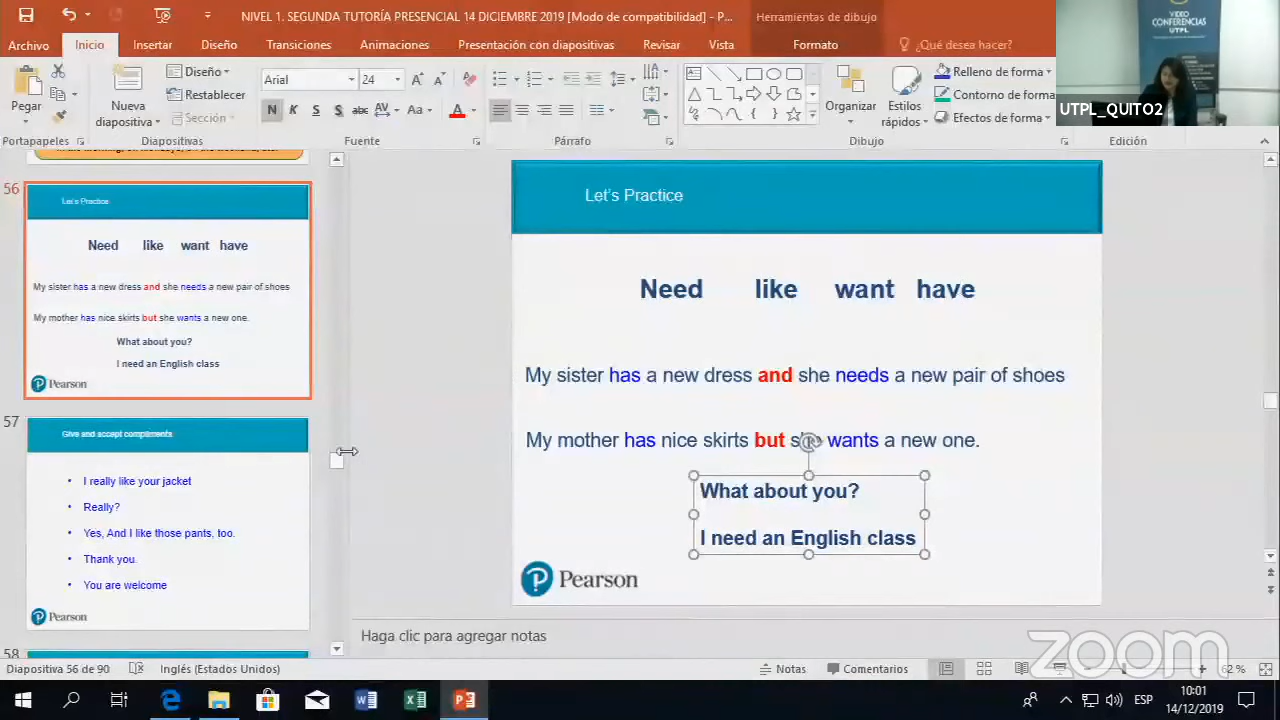 NIVEL 1. SEGUNDA TUTORÍA PRESENCIAL 14 DICIEMBRE 2019 [Modo de compatibilidad] - P...
Herramientas de dibujo
Archivo Inicio Insertar Diseño Transiciones Animaciones Presentación con diapositivas Revisar Vista Formato ¿Qué desea hacer?
VIDEO
CONFERENCIAS
UTPL
UTPL_QUITO2
Pegar
Nueva
diapositiva
Diseño
Restablecer
Sección
Arial 24
N K S S abc AV Aa A
Organizar
Estilos
rápidos
Relleno de forma
Contorno de forma
Efectos de forma
Portapapeles Diapositivas Fuente Párrafo Dibujo Edición
56
Let's Practice
Need like want have
My sister has a new dress and she needs a new pair of shoes
My mother has nice skirts but she wants a new one.
What about you?
I need an English class
Pearson
57
Give and accept compliments
• I really like your jacket
• Really?
• Yes, And I like those pants, too.
• Thank you.
• You are welcome
Pearson
58
Let's Practice
Need like want have
My sister has a new dress and she needs a new pair of shoes
My mother has nice skirts but she wants a new one.
What about you?
I need an English class
Pearson
Haga clic para agregar notas
zoom
Diapositiva 56 de 90 Inglés (Estados Unidos) Notas Comentarios 62 %
ESP
10:01
14/12/2019